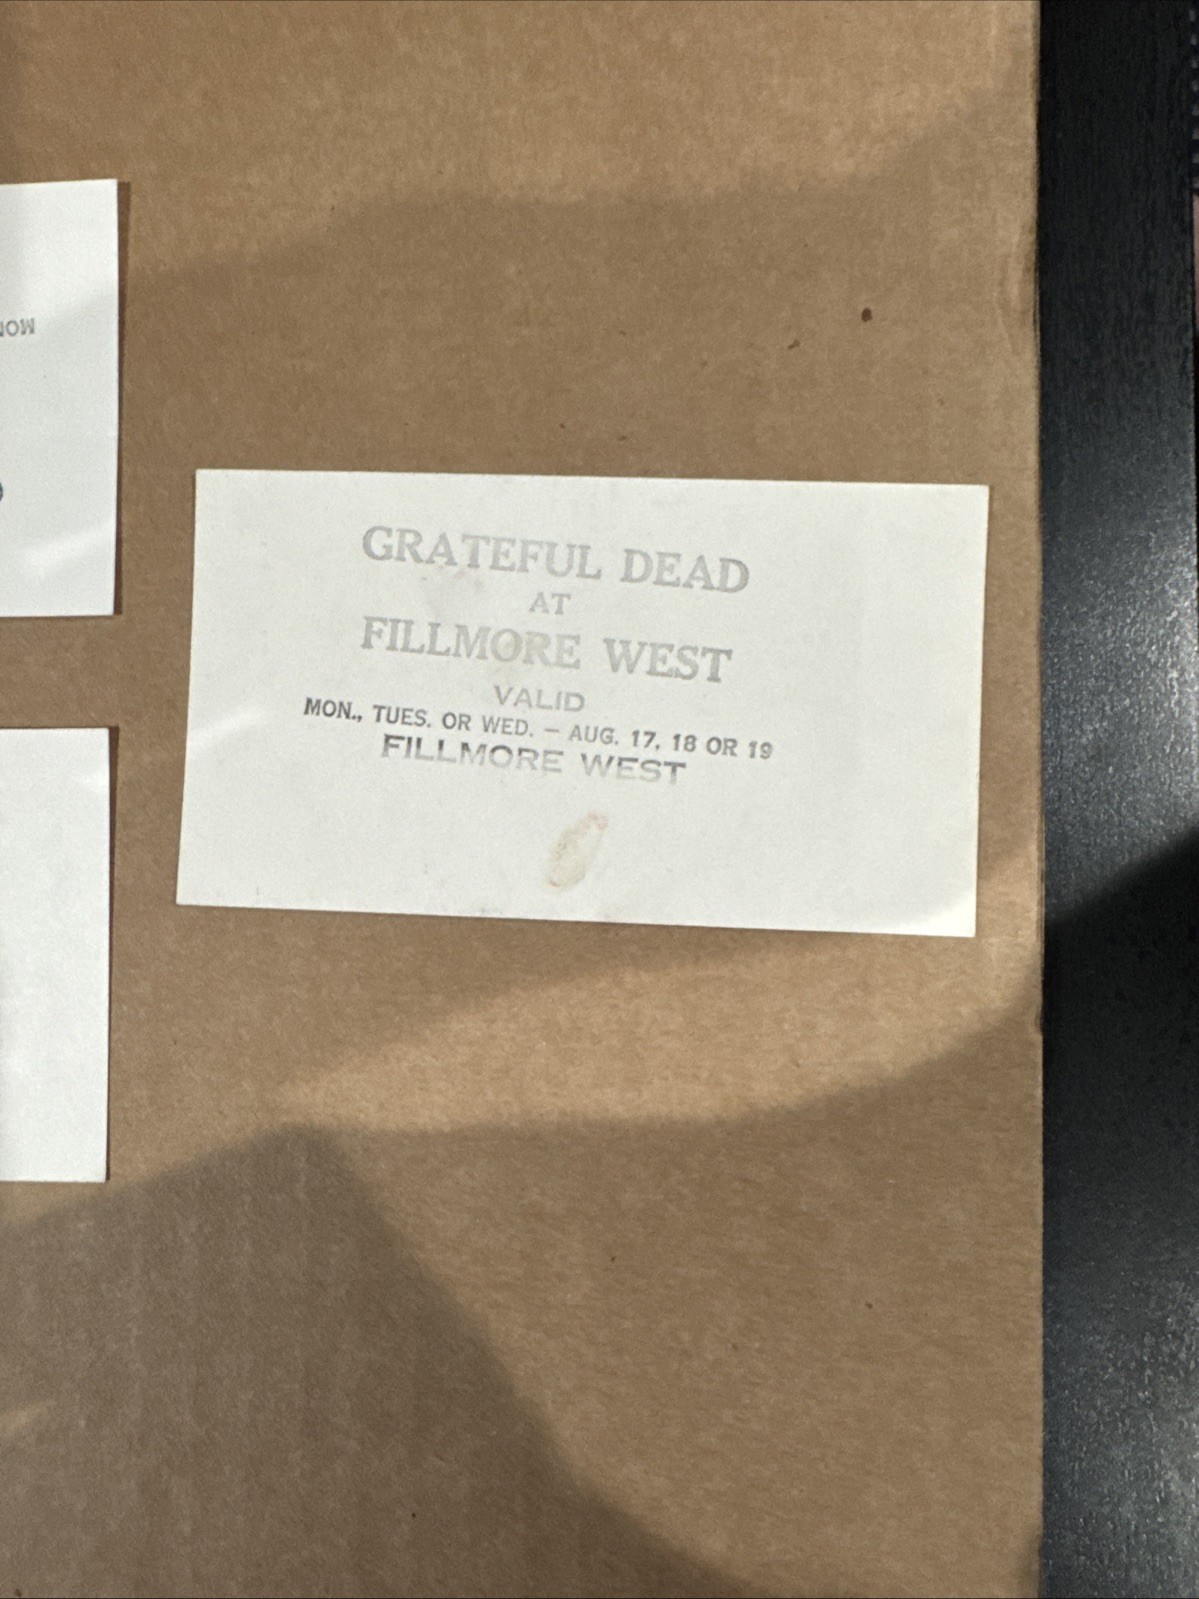 GRATEFUL DEAD
AT
FILLMORE WEST
VALID
MON., TUES. OR WED. — AUG. 17, 18 OR 19
FILLMORE WEST